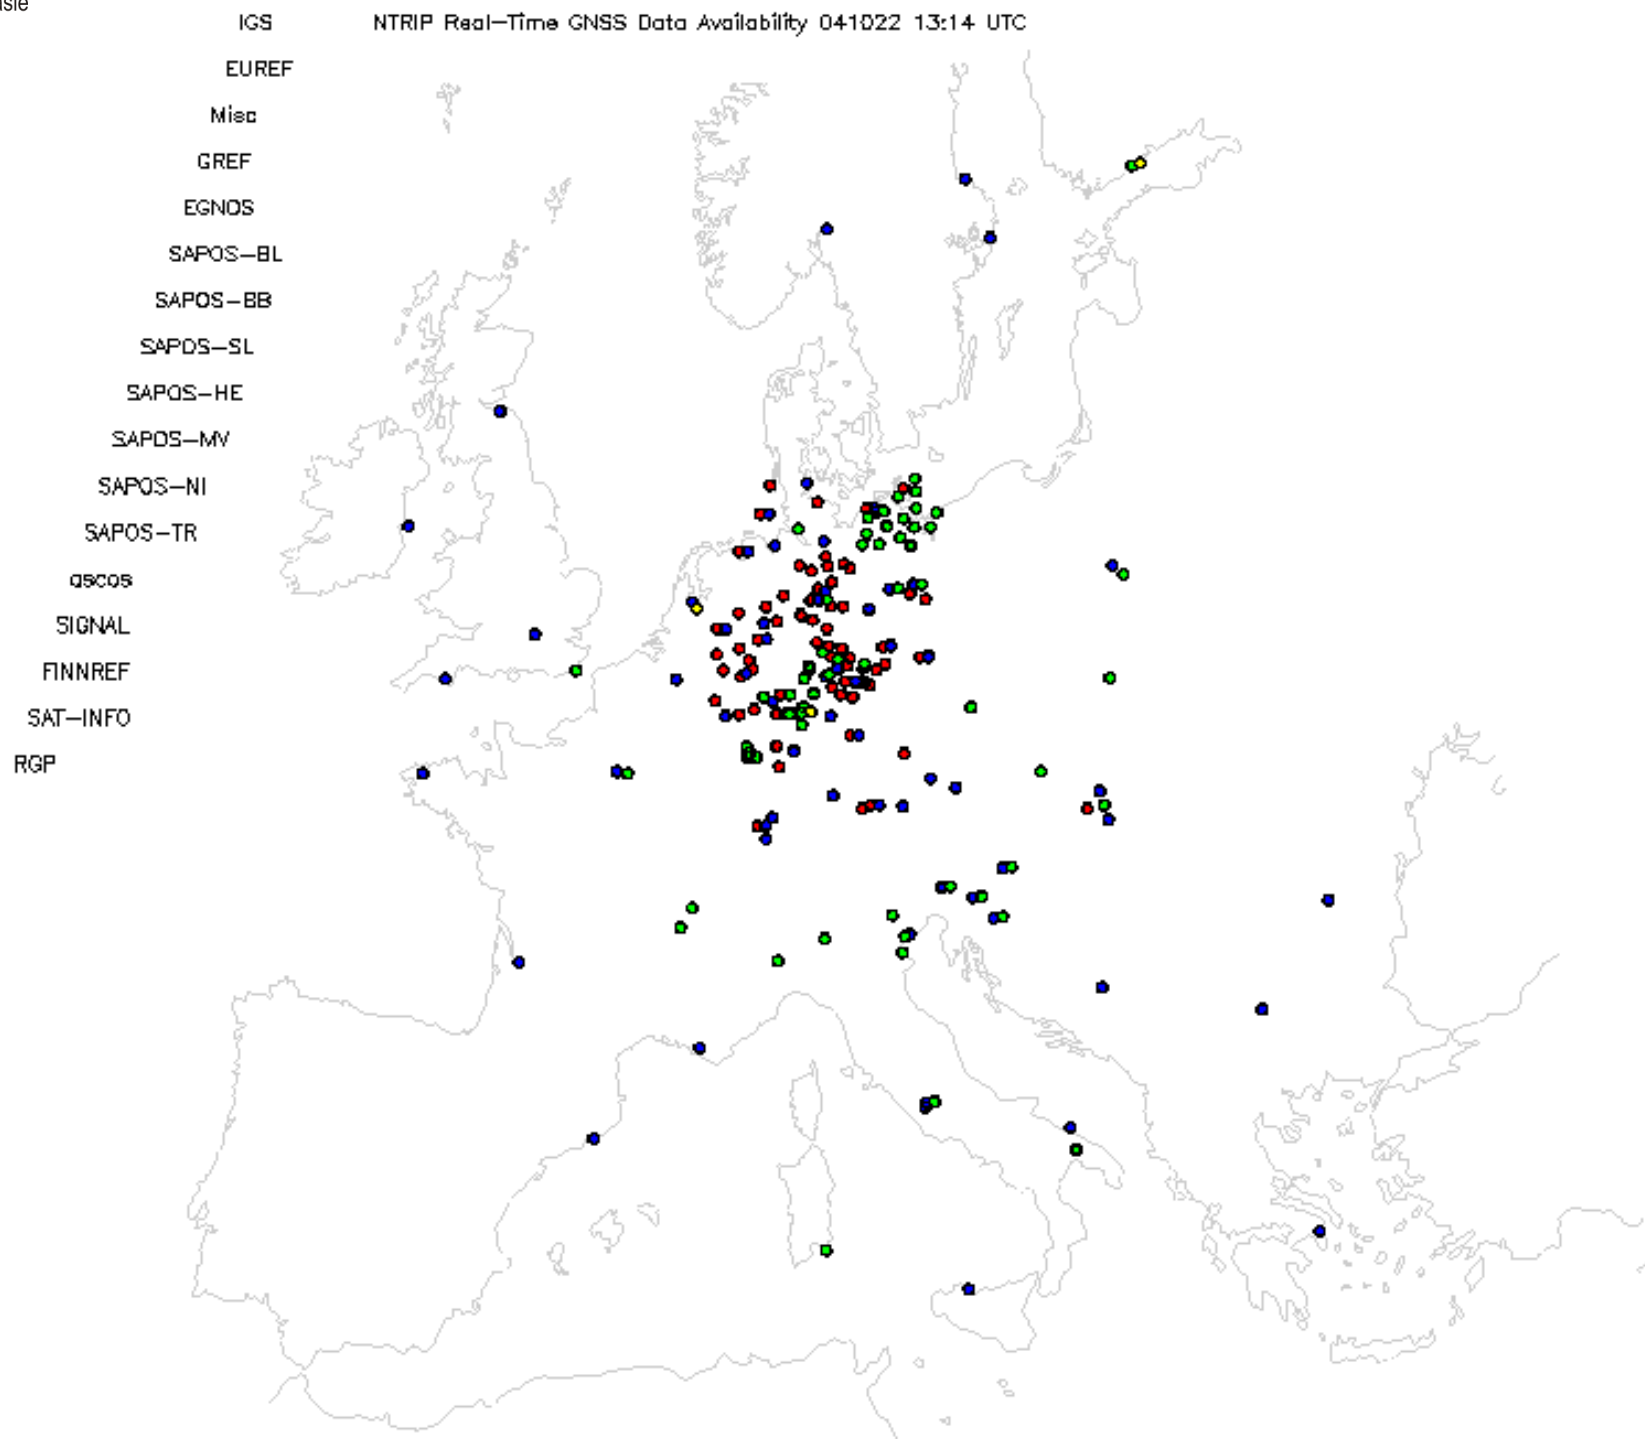 IGS NTRIP Real-Time GNSS Data Availability 041022 13:14 UTC
EUREF
Misc
GREF
EGNOS
SAPOS-BL
SAPOS-BB
SAPOS-SL
SAPOS-HE
SAPOS-MV
SAPOS-NI
SAPOS-TR
ascos
SIGNAL
FINNREF
SAT-INFO
RGP